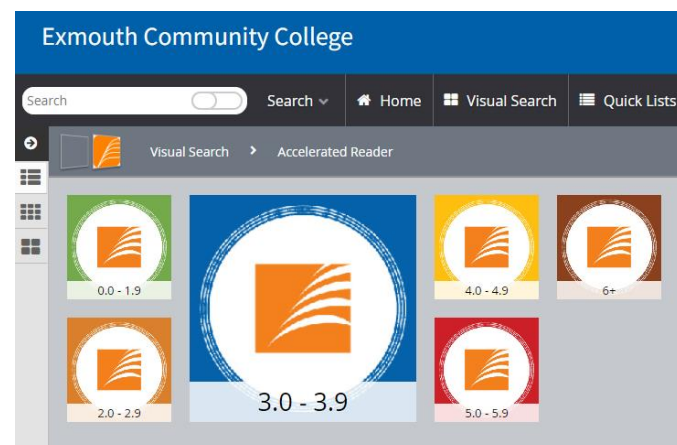 Exmouth Community College
Search Search Home Visual Search Quick Lists
Visual Search > Accelerated Reader
0.0 - 1.9
3.0 - 3.9
4.0 - 4.9
6+
2.0 - 2.9
5.0 - 5.9